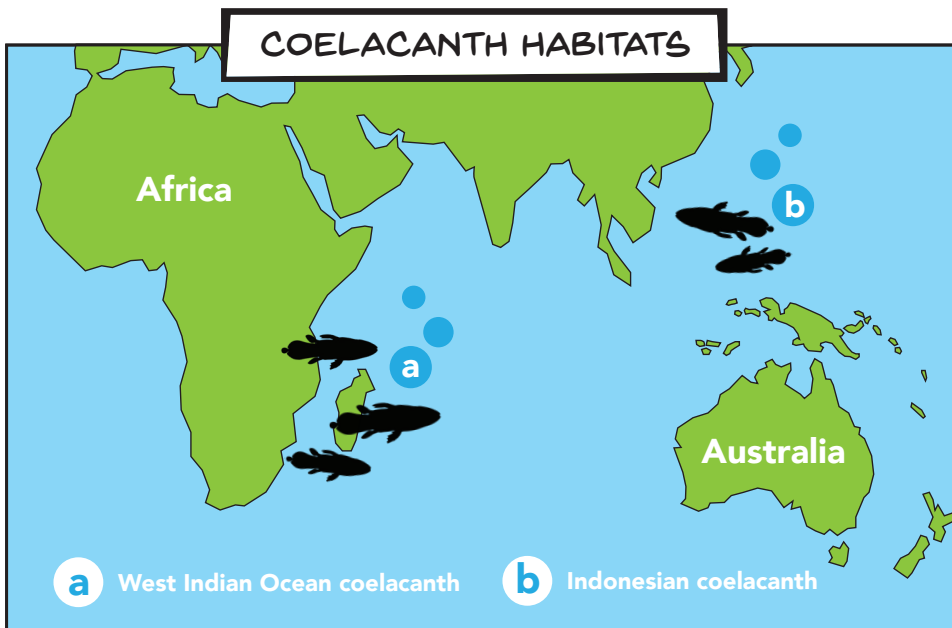 COELACANTH HABITATS
Africa
b
a
Australia
a West Indian Ocean coelacanth
b Indonesian coelacanth